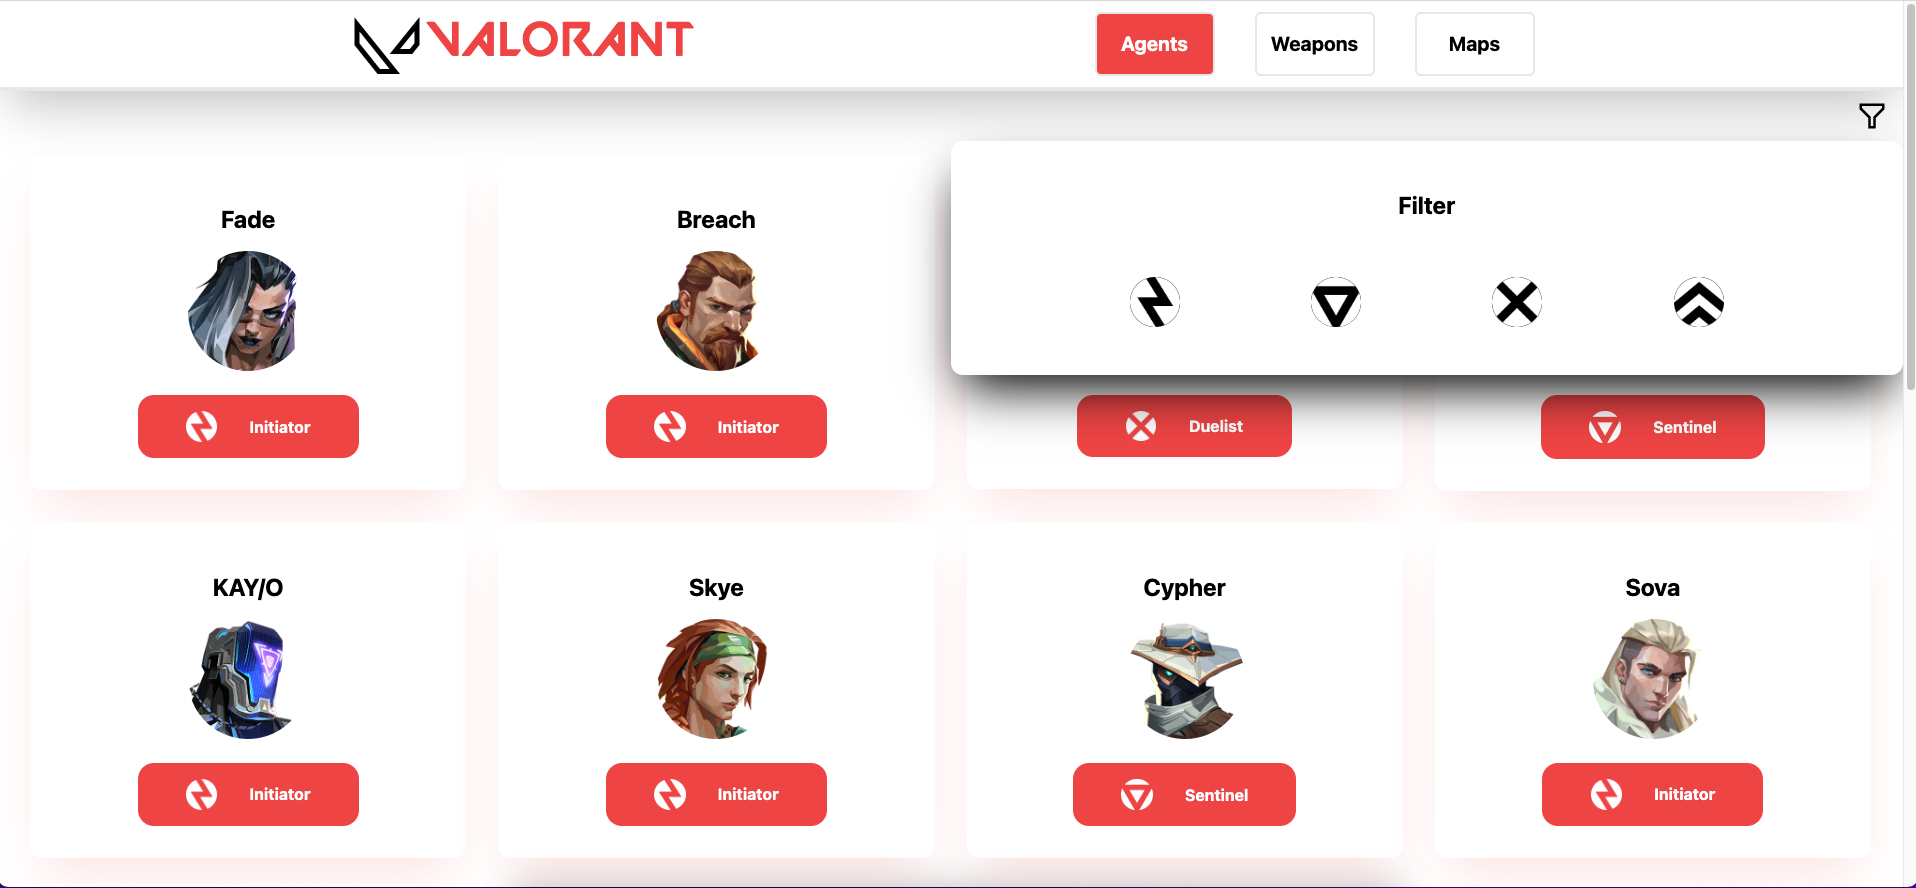 VALORANT
Agents
Weapons
Maps
Filter
Fade
Breach
Initiator
Initiator
Duelist
Sentinel
KAY/O
Skye
Cypher
Sova
Initiator
Initiator
Sentinel
Initiator